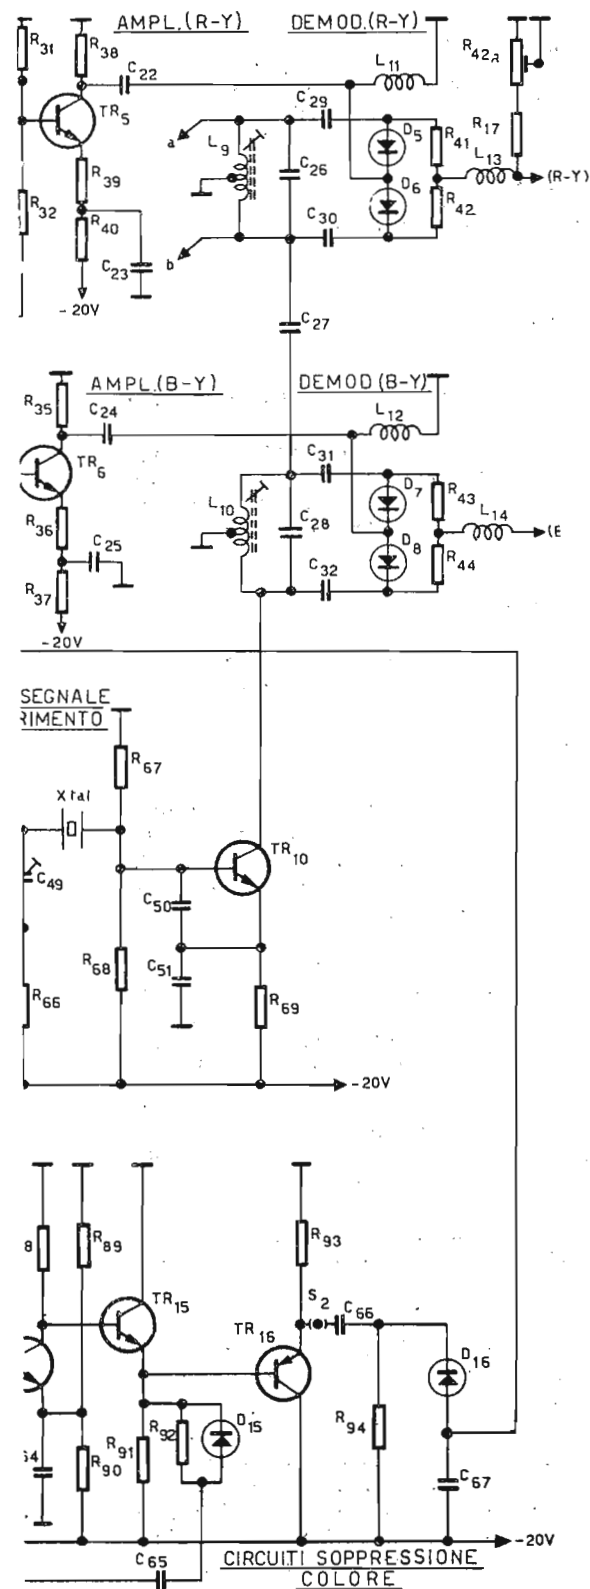 AMPL.(R-Y) DEMOD.(R-Y)
R31
R38
C22
L11
R42A
TR5
C29
D5
R41
R17
a
L9
L13
C26
(R-Y)
R39
D6
R32
R42
R40
C30
C23
b
-20V
C27
AMPL.(B-Y) DEMOD.(B-Y)
R35
C24
L12
TR6
C31
D7
R43
L10
L14
R36
C28
(B
C25
D8
C32
R44
R37
-20V
SEGNALE
RIMENTO
R67
Xtal
TR10
C49
C50
R68
C51
R66
R69
-20V
8
R89
R93
TR15
S2
C66
TR16
D16
R92
D15
R94
R91
64
R90
C67
-20V
C65
CIRCUITI SOPPRESSIONE
COLORE